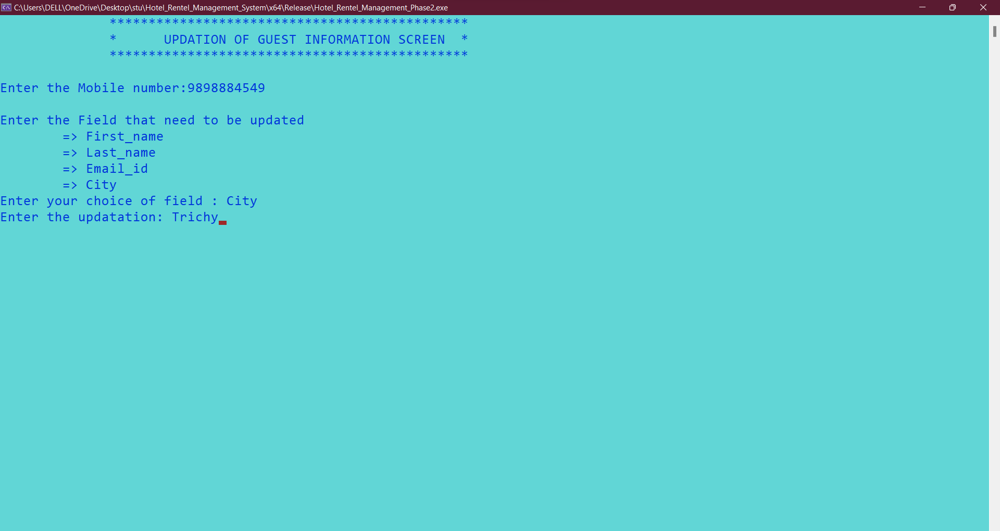 C:\Users\DELL\OneDrive\Desktop\stu\Hotel_Rentel_Management_System\x64\Release\Hotel_Rentel_Management_Phase2.exe
**********************************************
*      UPDATION OF GUEST INFORMATION SCREEN  *
**********************************************
Enter the Mobile number:9898884549
Enter the Field that need to be updated
=> First_name
=> Last_name
=> Email_id
=> City
Enter your choice of field : City
Enter the updatation: Trichy